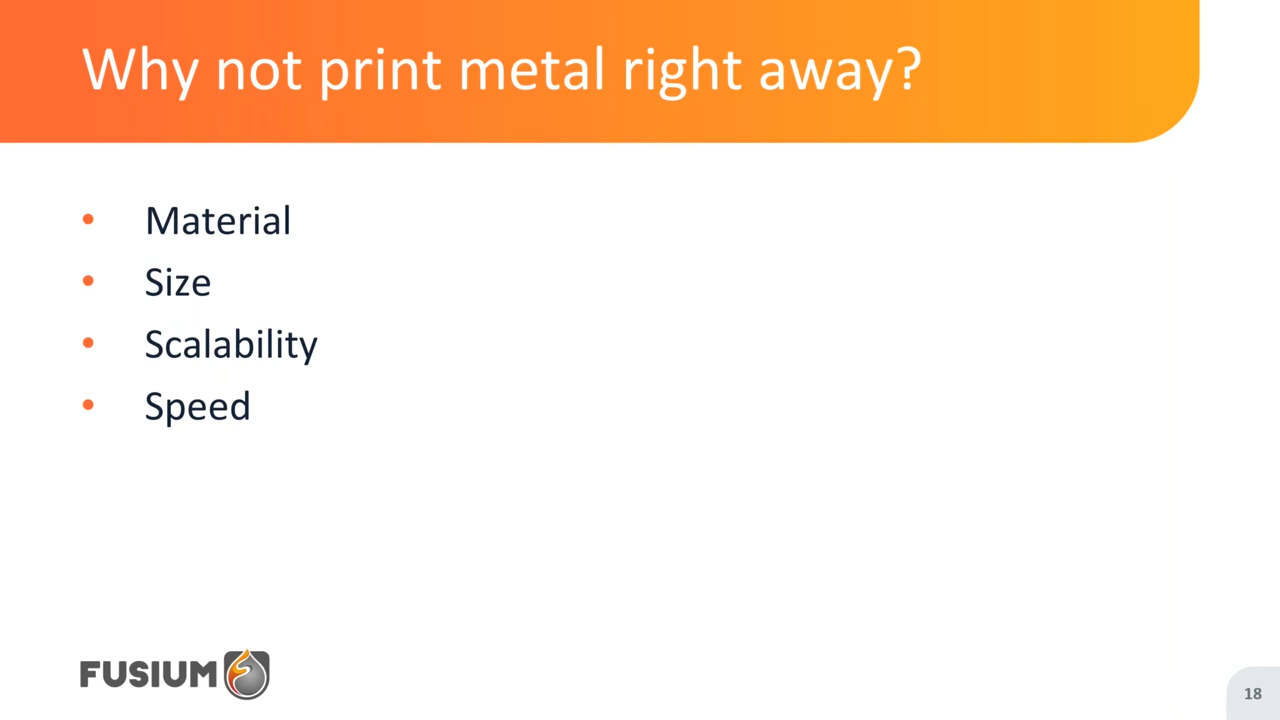 Why not print metal right away?
• Material
• Size
• Scalability
• Speed
FUSIUM
18